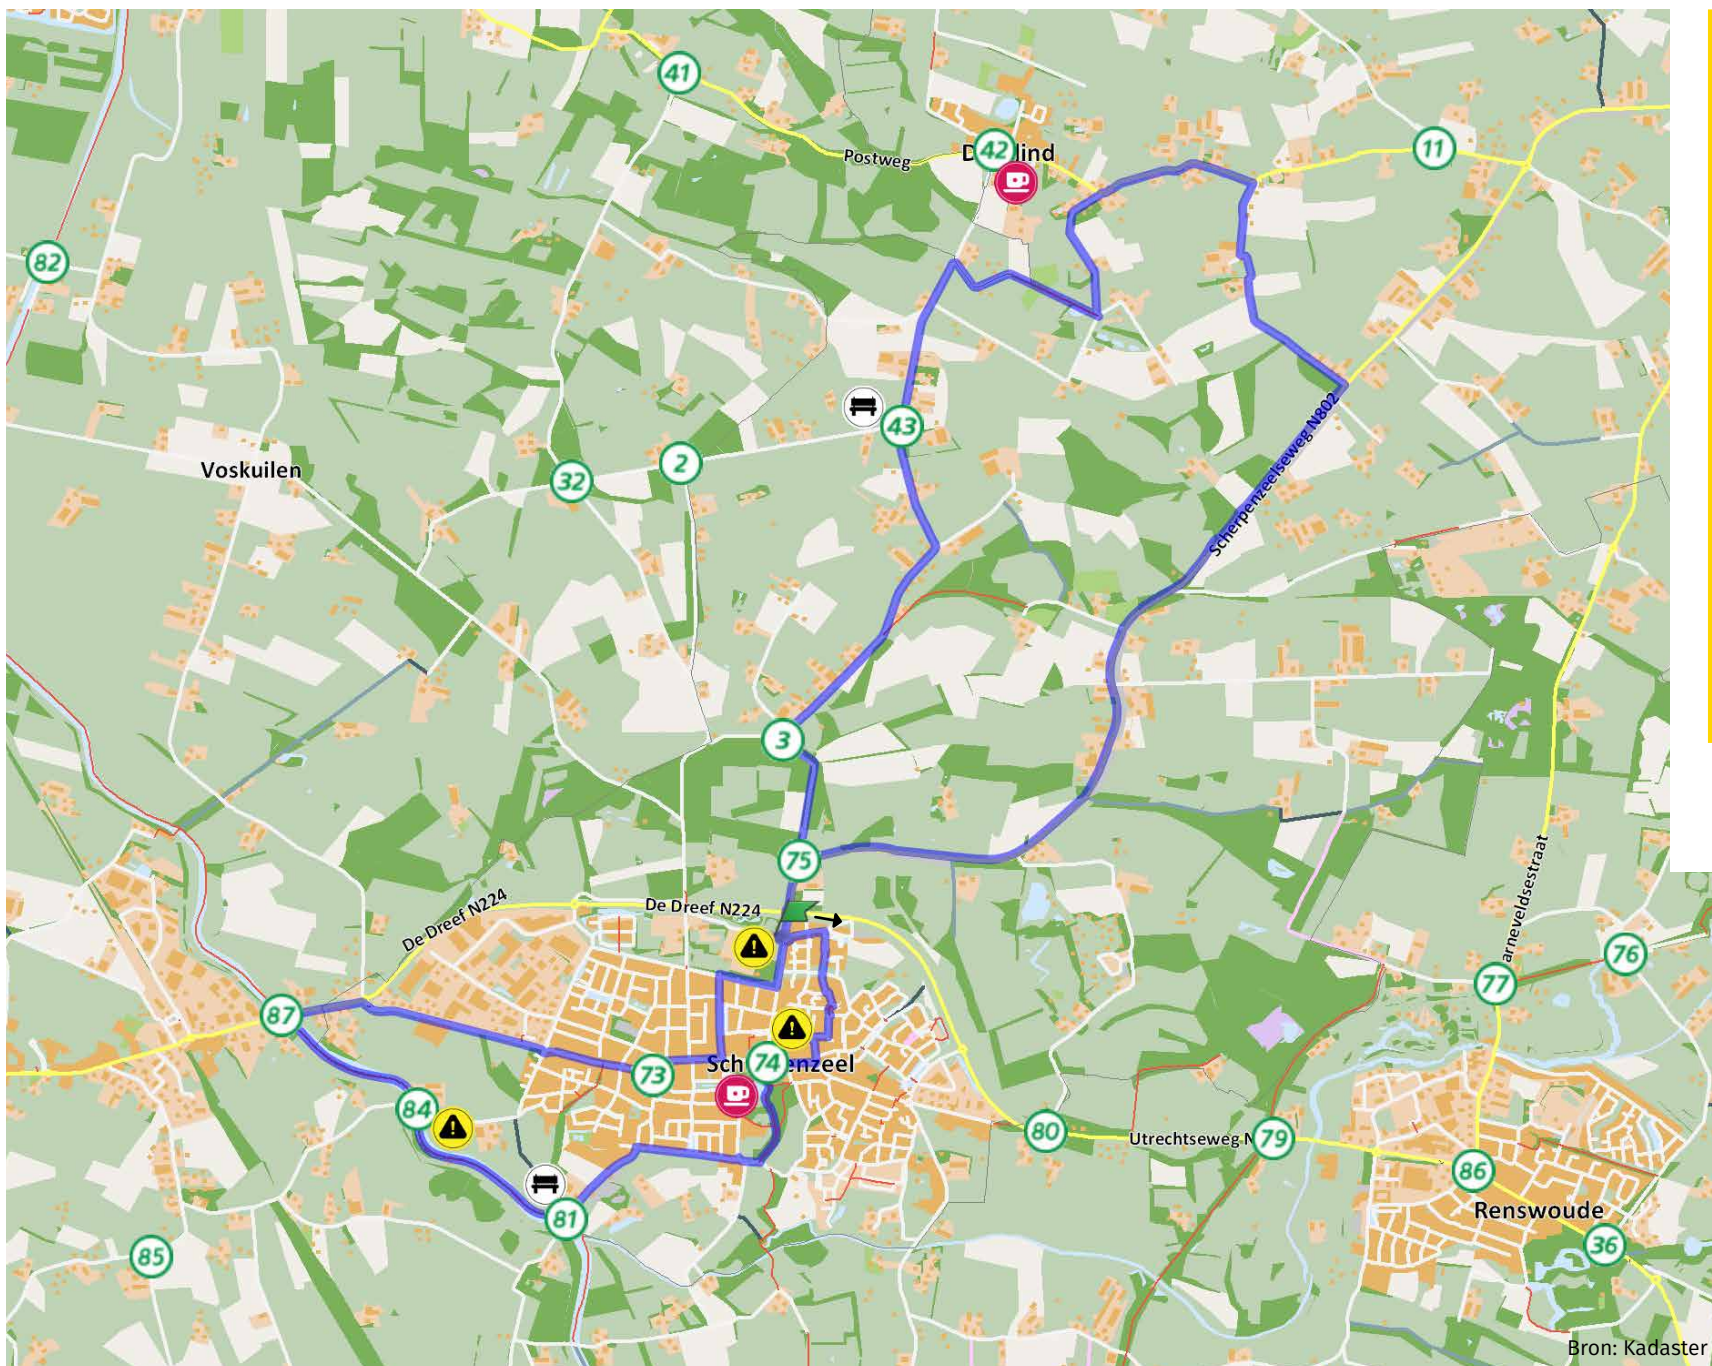 41
11
42
D
lind
Postweg
82
43
Scherpenzeelseweg N802
2
Voskuilen
32
3
75
De Dreef N224
De Dreef N224
arneveldsestraat
76
77
87
74
Sch
enzeel
73
84
80
Utrechtseweg N
79
86
Renswoude
81
36
85
Bron: Kadaster